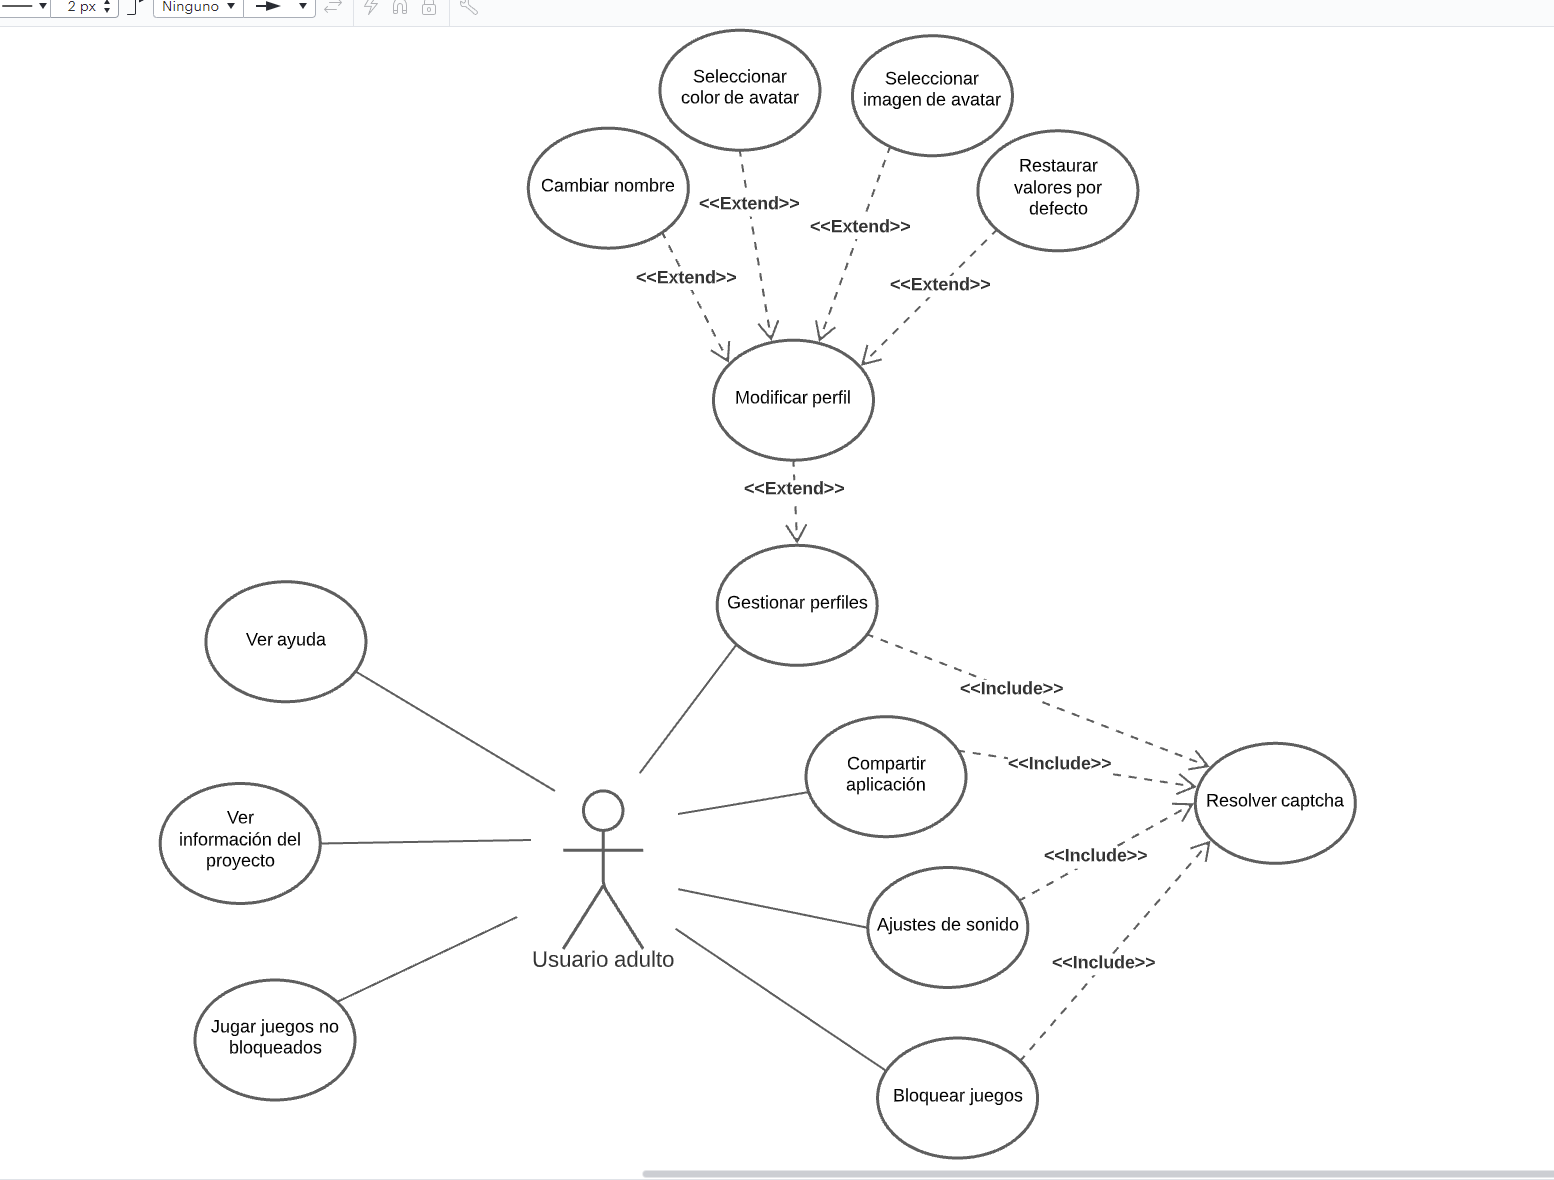 2 px
Ninguno
Seleccionar
color de avatar
Seleccionar
imagen de avatar
Cambiar nombre
Restaurar
valores por
defecto
<<Extend>>
<<Extend>>
<<Extend>>
<<Extend>>
Modificar perfil
<<Extend>>
Gestionar perfiles
Ver ayuda
<<Include>>
Compartir
aplicación
<<Include>>
Resolver captcha
Ver
información del
proyecto
<<Include>>
Ajustes de sonido
Usuario adulto
<<Include>>
Jugar juegos no
bloqueados
Bloquear juegos